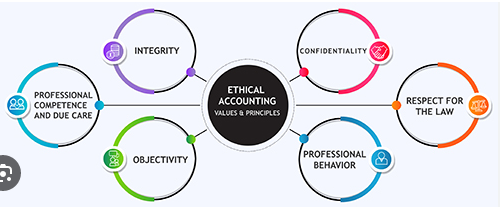 INTEGRITY
CONFIDENTIALITY
PROFESSIONAL
COMPETENCE
AND DUE CARE
ETHICAL
ACCOUNTING
VALUES & PRINCIPLES
RESPECT FOR
THE LAW
OBJECTIVITY
PROFESSIONAL
BEHAVIOR